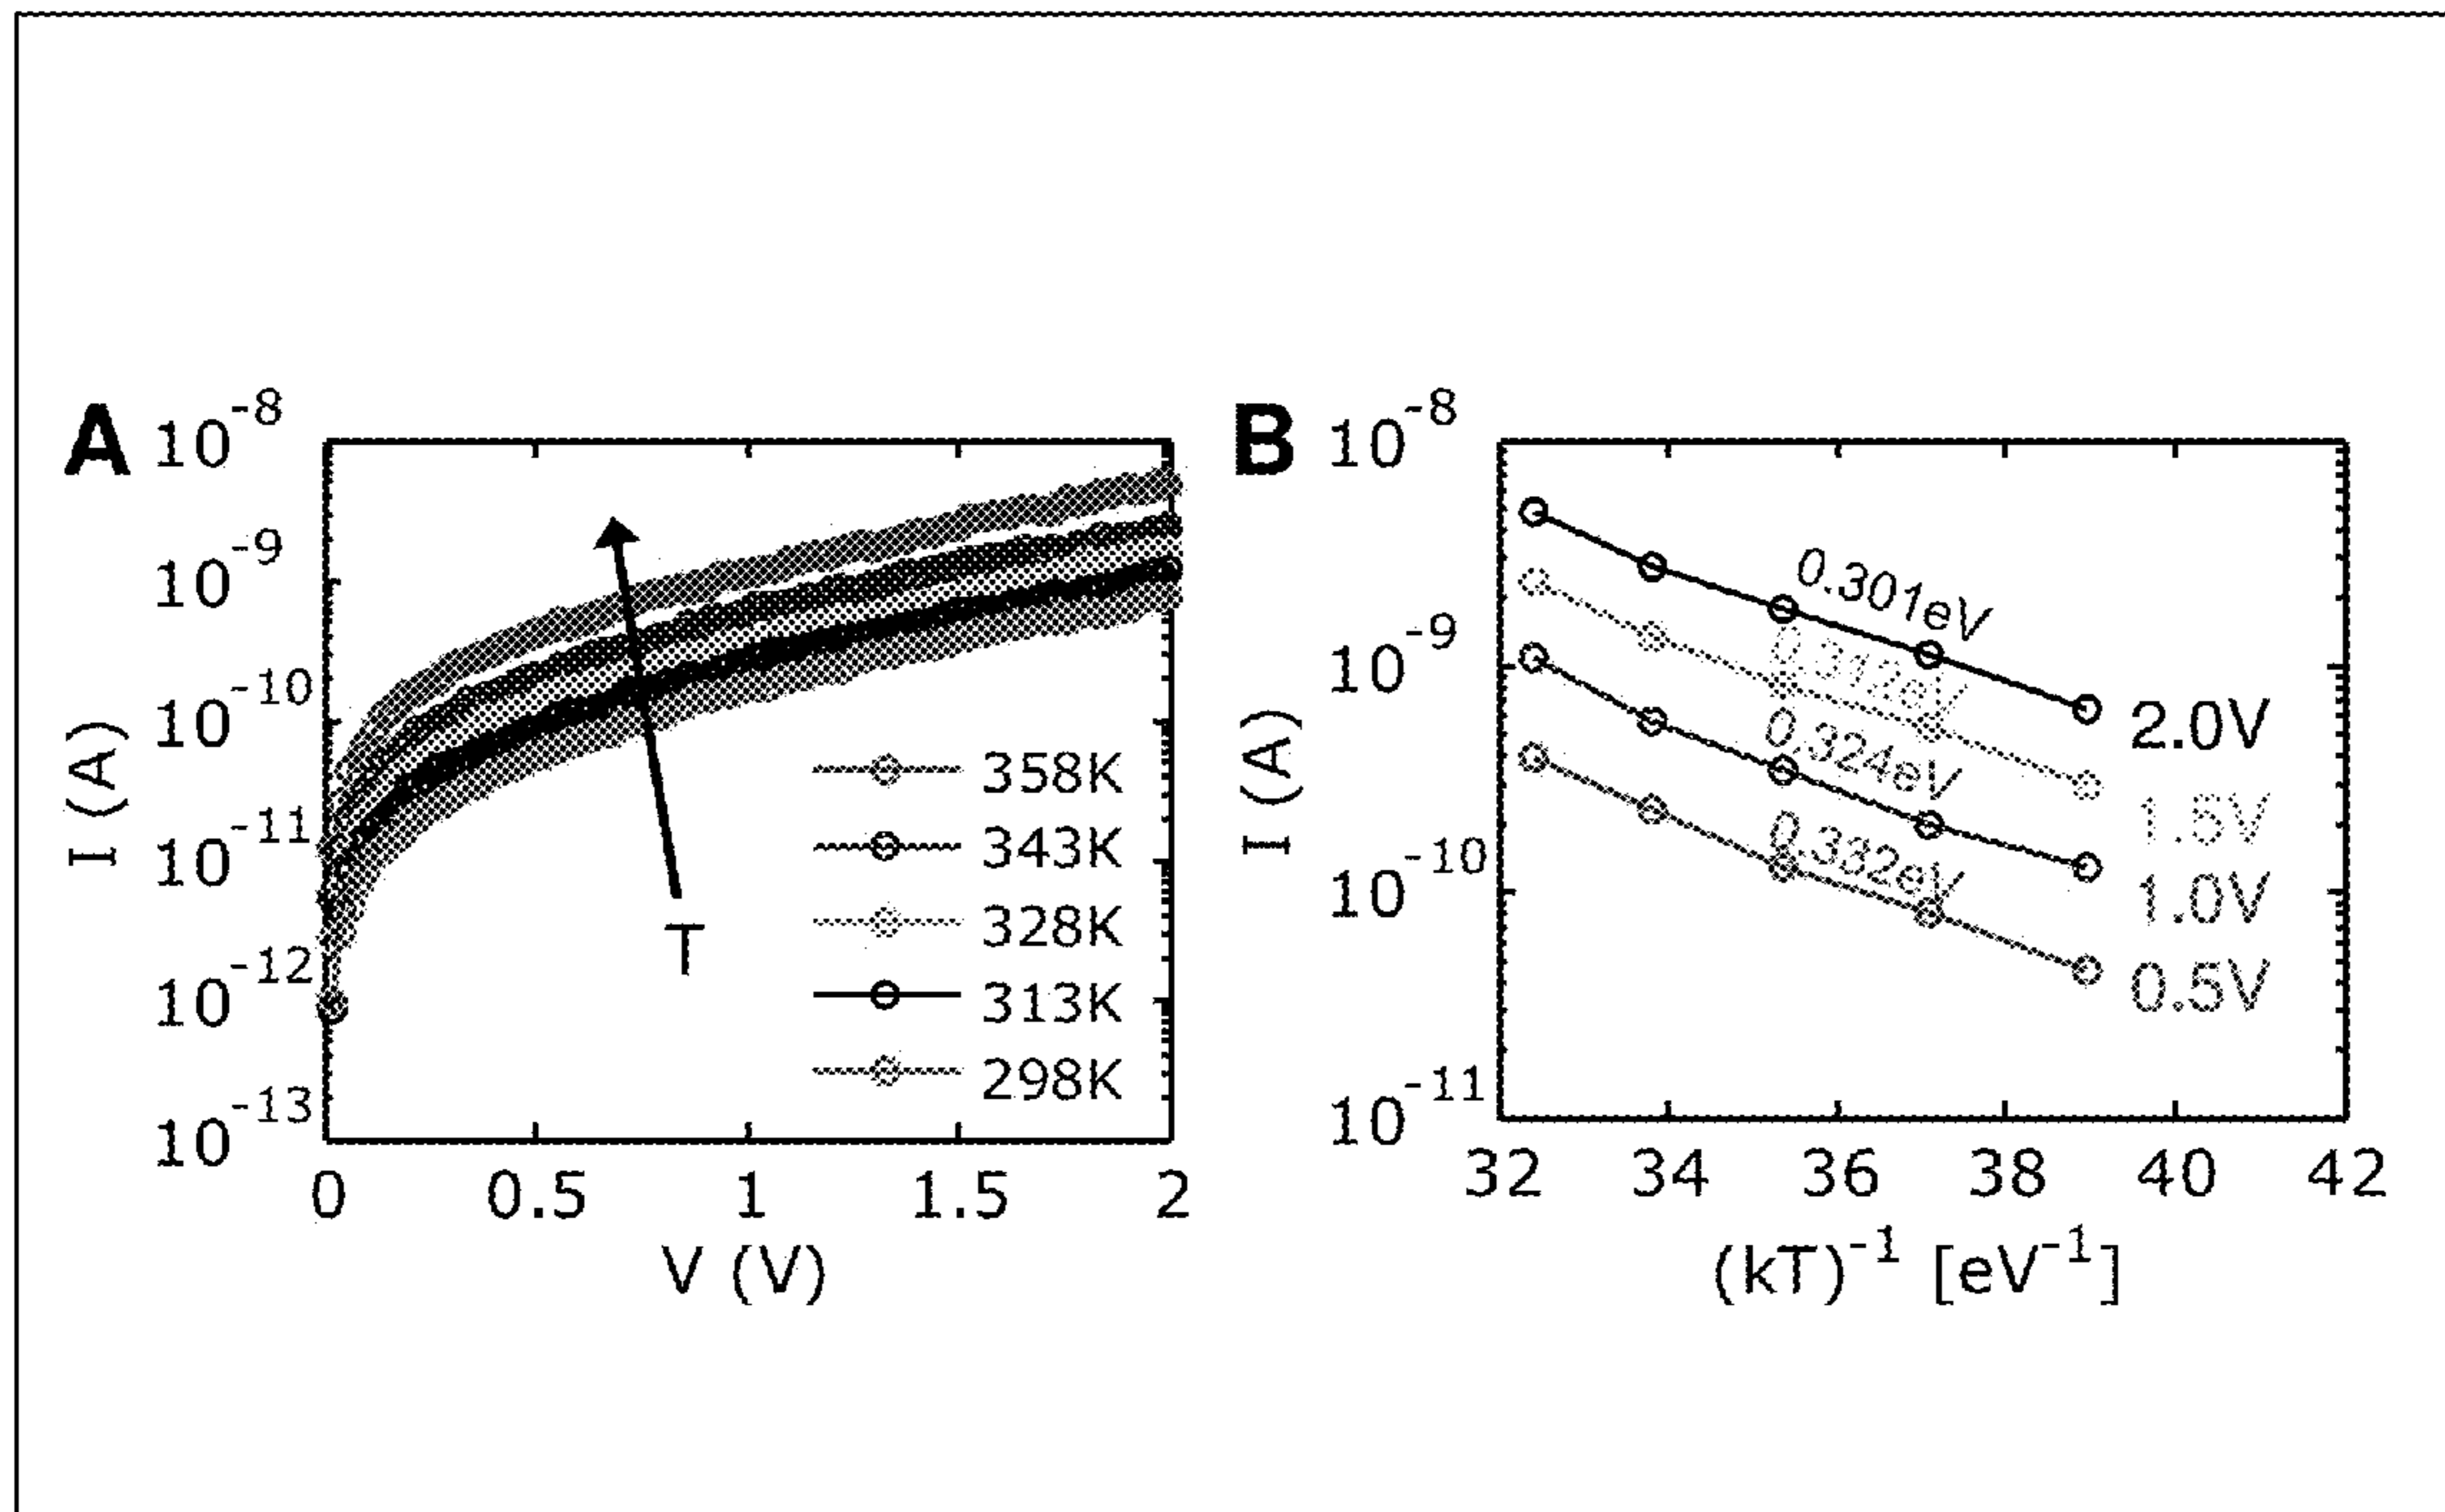 A
10^-8
10^-9
10^-10
10^-11
10^-12
10^-13
I (A)
T
358K
343K
328K
313K
298K
0 0.5 1 1.5 2
V (V)
B
10^-8
10^-9
10^-10
10^-11
I (A)
0.301eV
0.312eV
0.324eV
0.332eV
2.0V
1.5V
1.0V
0.5V
32 34 36 38 40 42
(kT)^-1 [eV^-1]